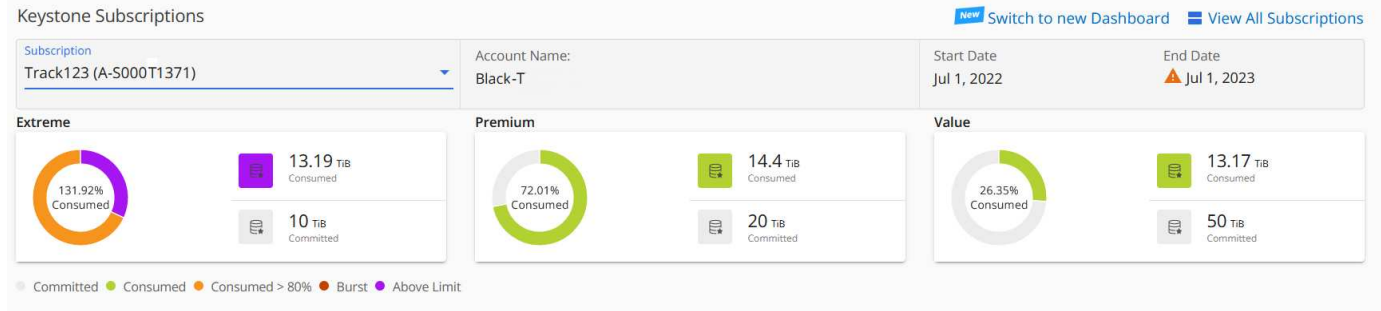 Keystone Subscriptions
New Switch to new Dashboard View All Subscriptions
Subscription
Track123 (A-S000T1371)
Account Name:
Black-T
Start Date
Jul 1, 2022
End Date
Jul 1, 2023
Extreme
131.92%
Consumed
13.19 TiB
Consumed
10 TiB
Committed
Premium
72.01%
Consumed
14.4 TiB
Consumed
20 TiB
Committed
Value
26.35%
Consumed
13.17 TiB
Consumed
50 TiB
Committed
Committed Consumed Consumed > 80% Burst Above Limit